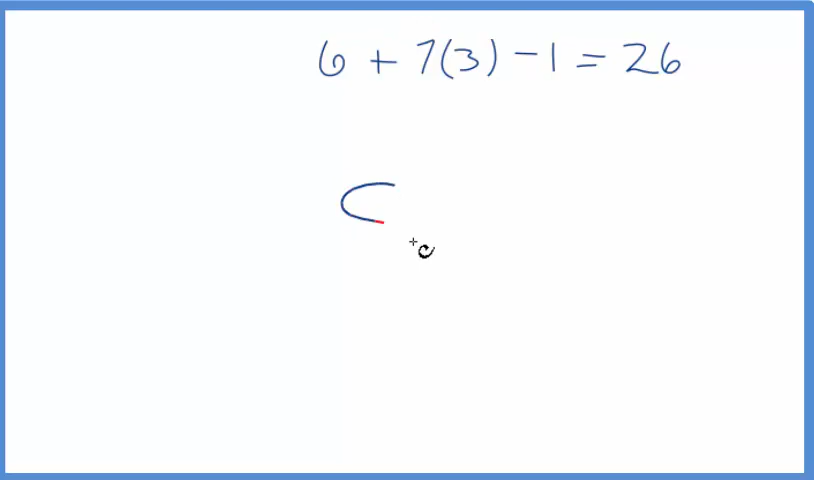 6 + 7(3) - 1 = 26